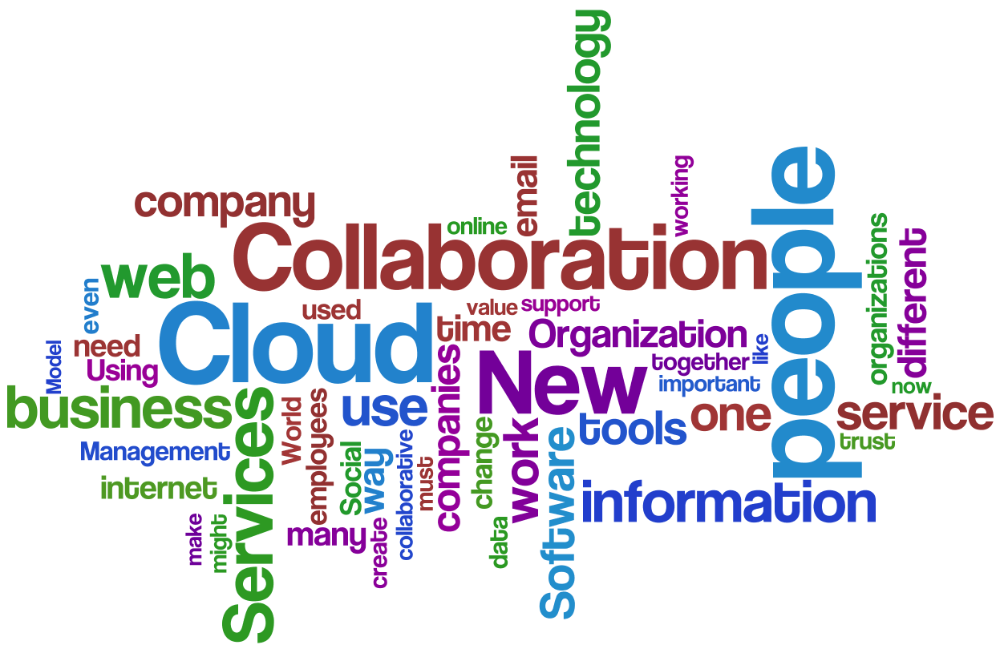 technology
people
email
working
company
online
Collaboration
organizations
different
web
even
used
value
support
Cloud
time
Organization
like
Model
need
Using
companies
New
together
important
now
business
Services
World
employees
use
change
work
tools
one
service
trust
Management
Social
way
collaborative
must
Software
internet
information
make
might
many
create
data